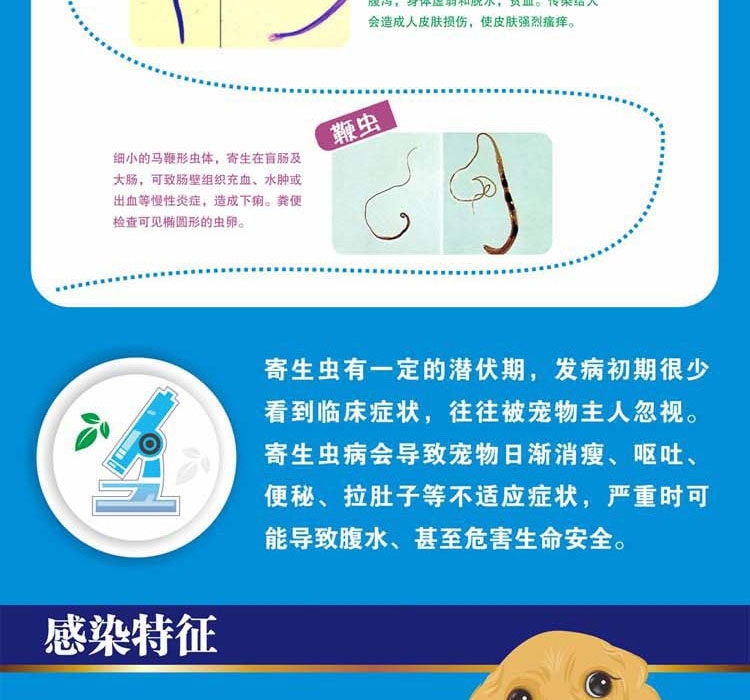 腹泻，身体虚弱和脱水，贫血。传染给人
会造成人皮肤损伤，使皮肤强烈瘙痒。
鞭虫
细小的马鞭形虫体，寄生在盲肠及
大肠，可致肠壁组织充血、水肿或
出血等慢性炎症，造成下痢。粪便
检查可见椭圆形的虫卵。
寄生虫有一定的潜伏期，发病初期很少
看到临床症状，往往被宠物主人忽视。
寄生虫病会导致宠物日渐消瘦、呕吐、
便秘、拉肚子等不适应症状，严重时可
能导致腹水、甚至危害生命安全。
感染特征